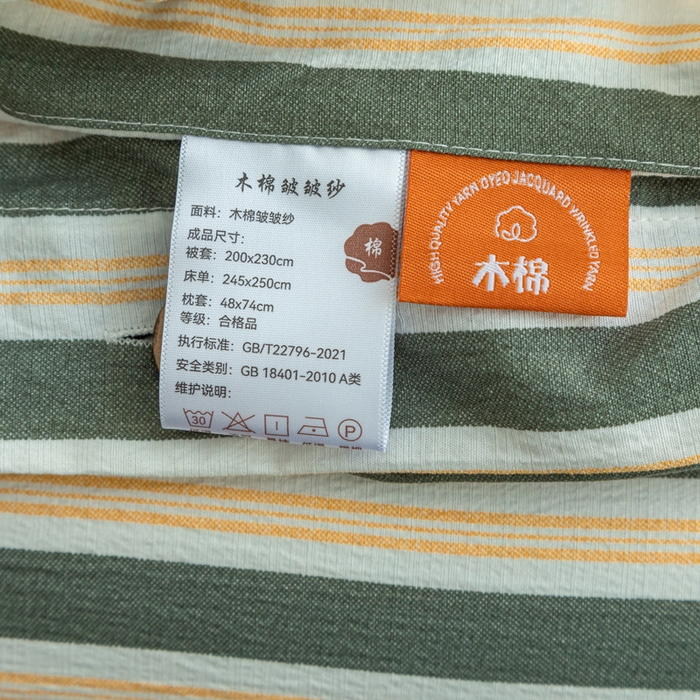 木棉皱皱纱
面料：木棉皱皱纱
成品尺寸：
被套：200x230cm
床单：245x250cm
枕套：48x74cm
等级：合格品
执行标准：GB/T22796-2021
安全类别：GB 18401-2010 A类
维护说明：
30
P
棉
HIGH QUALITY YARN DYED JACQUARD WRINKLED YARN
木棉